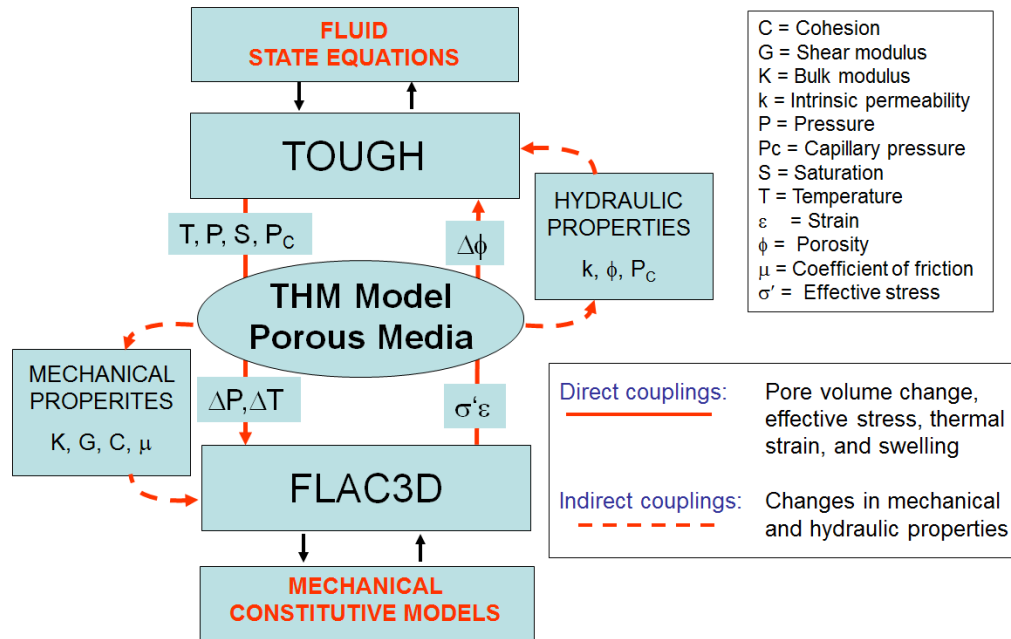 FLUID
STATE EQUATIONS
TOUGH
T, P, S, P_C
Δϕ
HYDRAULIC
PROPERTIES
k, ϕ, P_C
THM Model
Porous Media
MECHANICAL
PROPERITES
K, G, C, μ
ΔP,ΔT
σ‘ε
FLAC3D
MECHANICAL
CONSTITUTIVE MODELS
C = Cohesion
G = Shear modulus
K = Bulk modulus
k = Intrinsic permeability
P = Pressure
Pc = Capillary pressure
S = Saturation
T = Temperature
ε = Strain
ϕ = Porosity
μ = Coefficient of friction
σ’ = Effective stress
Direct couplings: Pore volume change,
effective stress, thermal
strain, and swelling
Indirect couplings: Changes in mechanical
and hydraulic properties